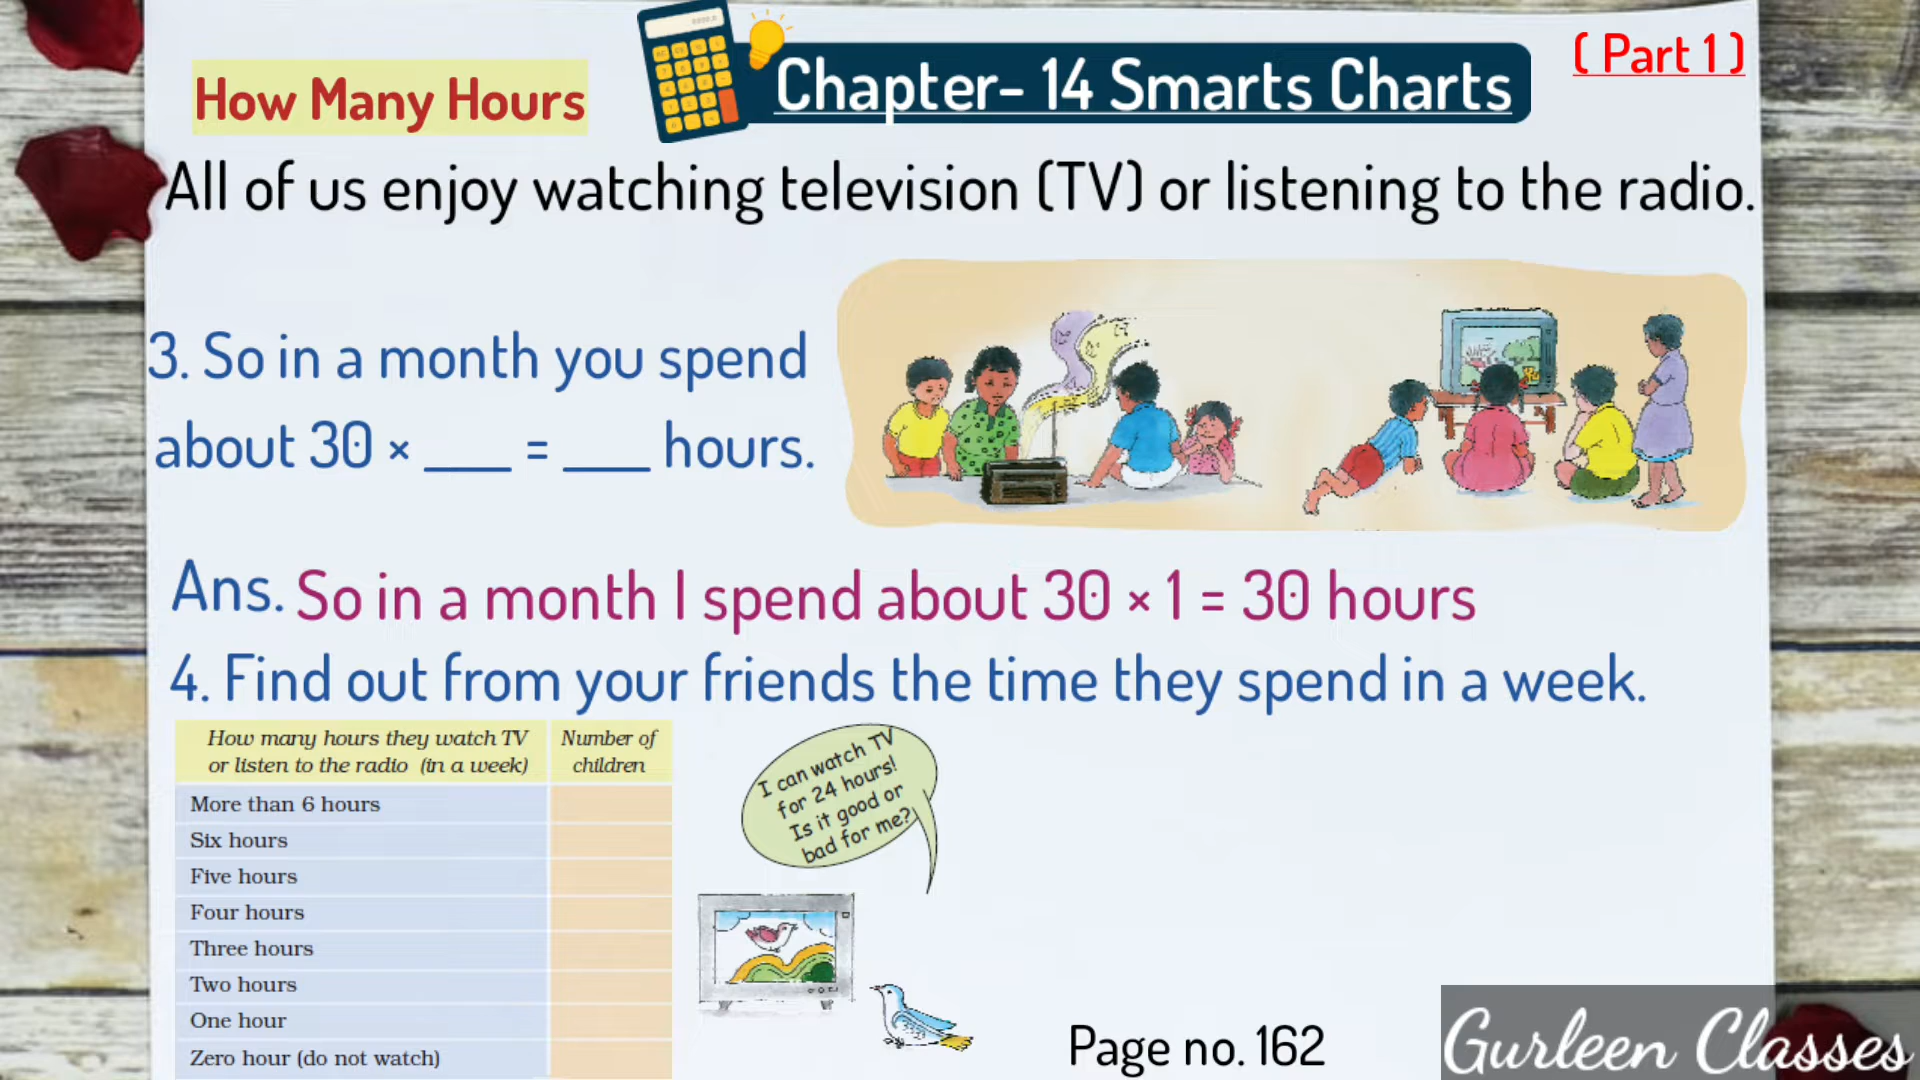 How Many Hours
Chapter- 14 Smarts Charts
( Part 1 )
All of us enjoy watching television (TV) or listening to the radio.
3. So in a month you spend
about 30 × ___ = ___ hours.
Ans. So in a month I spend about 30 × 1 = 30 hours
4. Find out from your friends the time they spend in a week.
How many hours they watch TV
or listen to the radio (in a week)
Number of
children
More than 6 hours
Six hours
Five hours
Four hours
Three hours
Two hours
One hour
Zero hour (do not watch)
I can watch TV
for 24 hours!
Is it good or
bad for me?
Page no. 162
Gurleen Classes